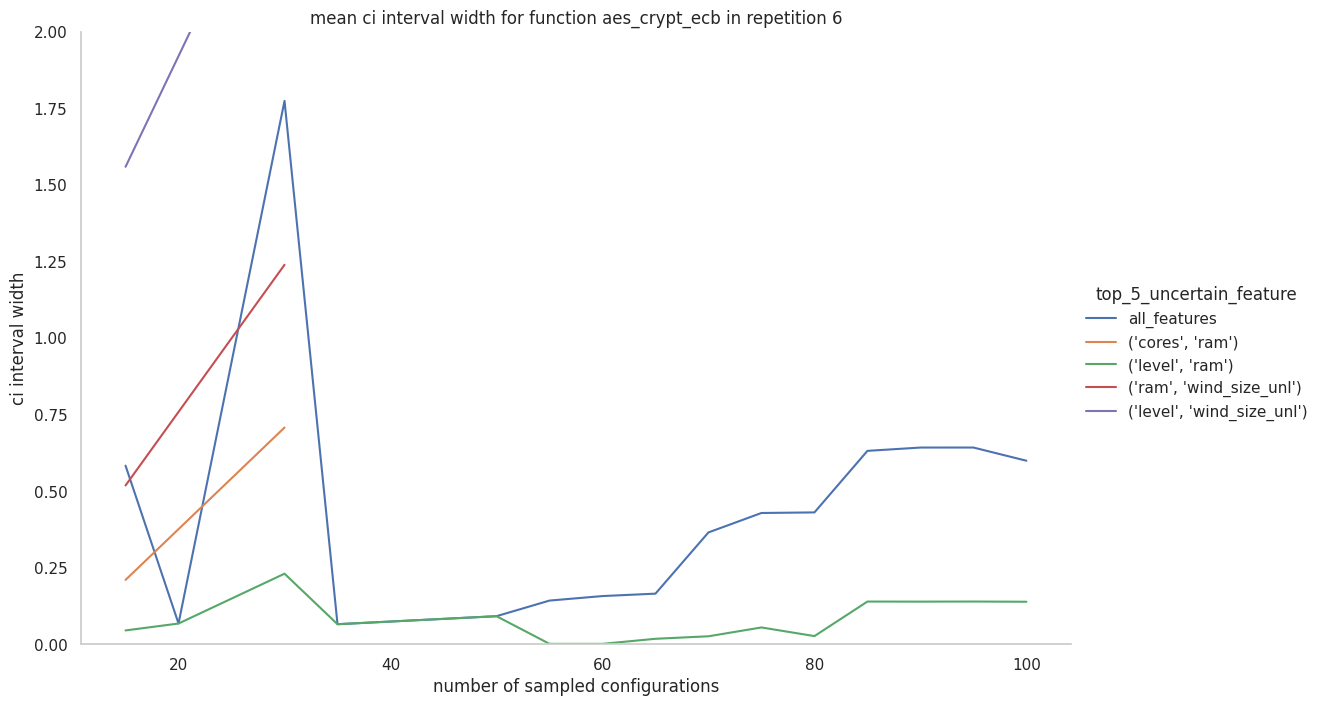 mean ci interval width for function aes_crypt_ecb in repetition 6
2.00
1.75
1.50
1.25
1.00
0.75
0.50
0.25
0.00
ci interval width
20
40
60
80
100
number of sampled configurations
top_5_uncertain_feature
all_features
('cores', 'ram')
('level', 'ram')
('ram', 'wind_size_unl')
('level', 'wind_size_unl')